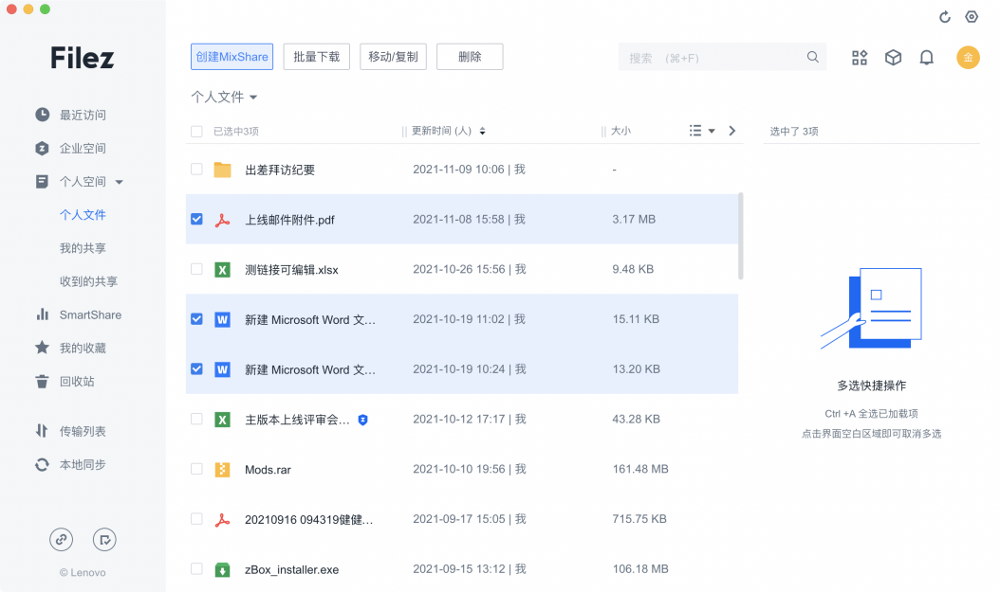 Filez
最近访问
企业空间
个人空间
个人文件
我的共享
收到的共享
SmartShare
我的收藏
回收站
传输列表
本地同步
© Lenovo
创建MixShare
批量下载
移动/复制
删除
搜索 (⌘+F)
金
个人文件
已选中3项
更新时间 (人)
大小
出差拜访纪要
2021-11-09 10:06 | 我
-
上线邮件附件.pdf
2021-11-08 15:58 | 我
3.17 MB
测链接可编辑.xlsx
2021-10-26 15:56 | 我
9.48 KB
新建 Microsoft Word 文…
2021-10-19 11:02 | 我
15.11 KB
新建 Microsoft Word 文…
2021-10-19 10:24 | 我
13.20 KB
主版本上线评审会…
2021-10-12 17:17 | 我
43.28 KB
Mods.rar
2021-10-10 19:56 | 我
161.48 MB
20210916 094319健健…
2021-09-17 15:05 | 我
715.75 KB
zBox_installer.exe
2021-09-15 13:12 | 我
106.18 MB
选中了 3项
多选快捷操作
Ctrl +A 全选已加载项
点击界面空白区域即可取消多选